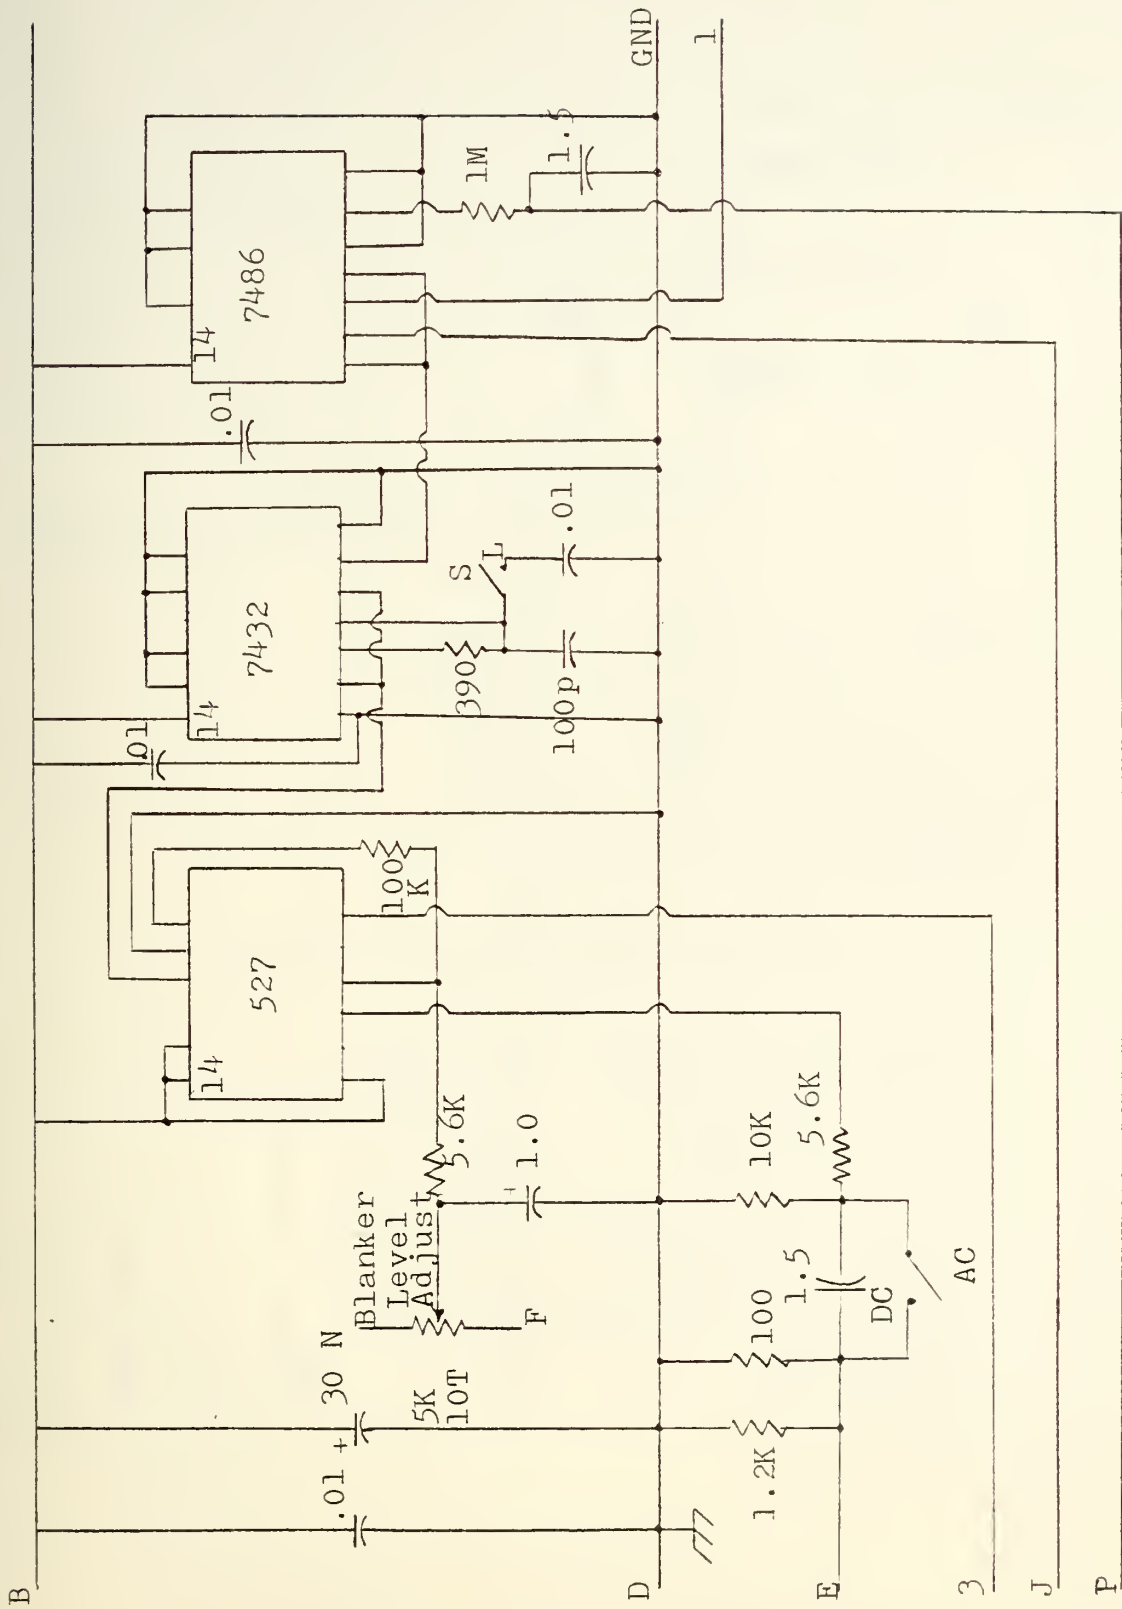 B
.01
.01
14
14
14
527
7432
7486
.01
+
30 N
Blanker
Level
Adjust
5K
10T
100
K
5.6K
390
S
L
1M
F
1.0
100p
.01
1.5
D
GND
1
1.2K
100
10K
1.5
5.6K
E
DC
AC
3
J
P